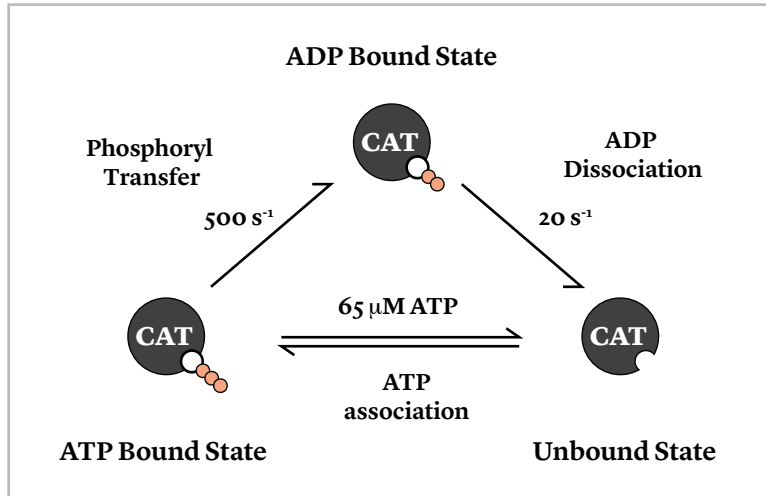 ADP Bound State
CAT
Phosphoryl
Transfer
ADP
Dissociation
500 s⁻¹
20 s⁻¹
65 μM ATP
CAT
CAT
ATP
association
ATP Bound State
Unbound State